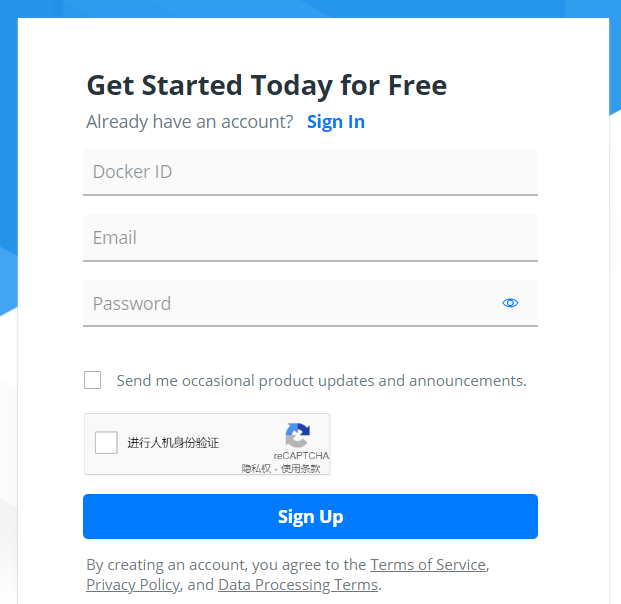 Get Started Today for Free
Already have an account? Sign In
Docker ID
Email
Password
Send me occasional product updates and announcements.
进行人机身份验证
reCAPTCHA
隐私权 - 使用条款
Sign Up
By creating an account, you agree to the Terms of Service,
Privacy Policy, and Data Processing Terms.